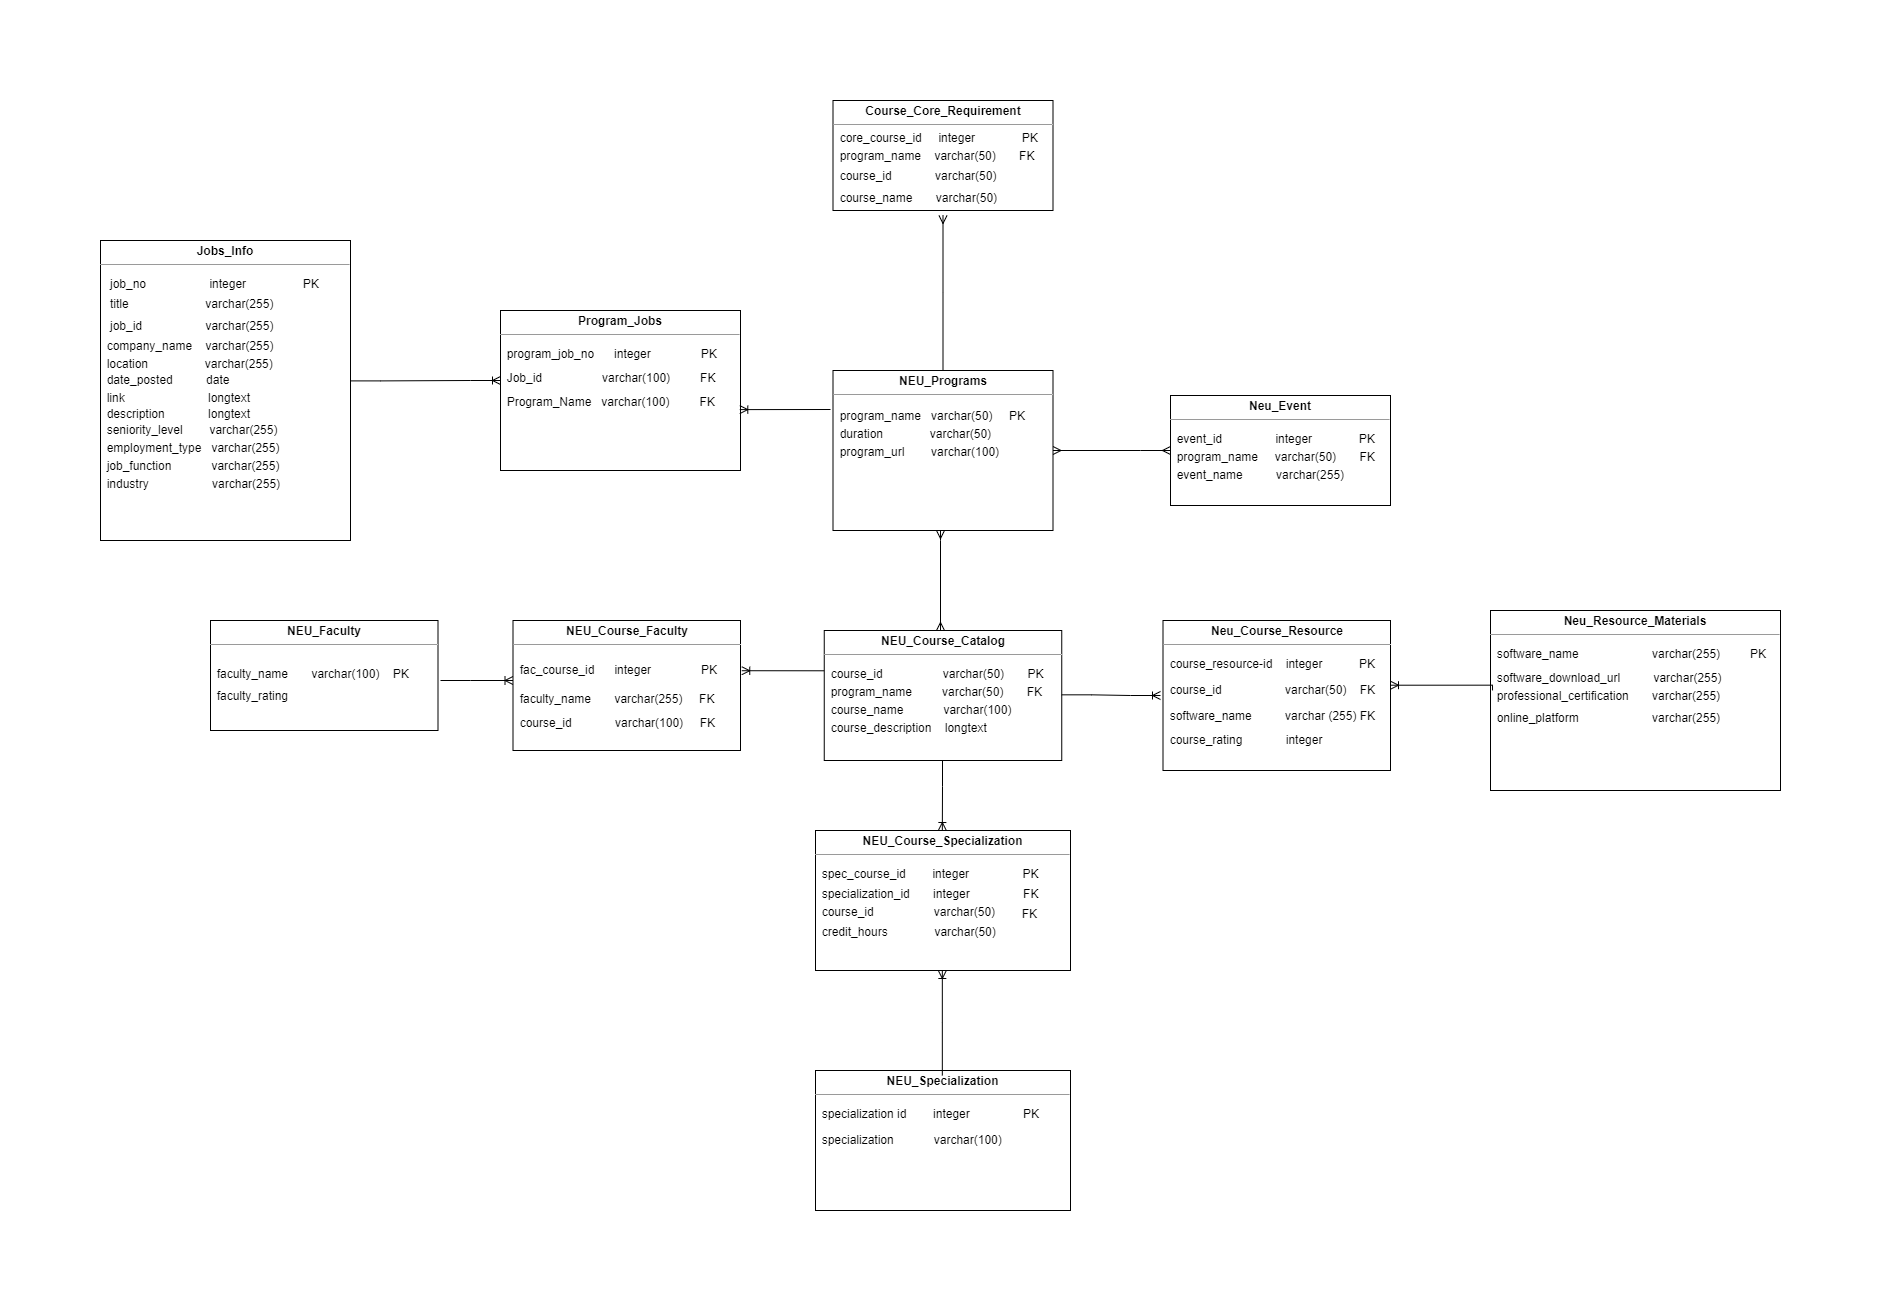 Course_Core_Requirement
core_course_id integer PK
program_name varchar(50) FK
course_id varchar(50)
course_name varchar(50)
Jobs_Info
job_no integer PK
title varchar(255)
job_id varchar(255)
company_name varchar(255)
location varchar(255)
date_posted date
link longtext
description longtext
seniority_level varchar(255)
employment_type varchar(255)
job_function varchar(255)
industry varchar(255)
Program_Jobs
program_job_no integer PK
Job_id varchar(100) FK
Program_Name varchar(100) FK
NEU_Programs
program_name varchar(50) PK
duration varchar(50)
program_url varchar(100)
Neu_Event
event_id integer PK
program_name varchar(50) FK
event_name varchar(255)
NEU_Faculty
faculty_name varchar(100) PK
faculty_rating
NEU_Course_Faculty
fac_course_id integer PK
faculty_name varchar(255) FK
course_id varchar(100) FK
NEU_Course_Catalog
course_id varchar(50) PK
program_name varchar(50) FK
course_name varchar(100)
course_description longtext
Neu_Course_Resource
course_resource-id integer PK
course_id varchar(50) FK
software_name varchar (255) FK
course_rating integer
Neu_Resource_Materials
software_name varchar(255) PK
software_download_url varchar(255)
professional_certification varchar(255)
online_platform varchar(255)
NEU_Course_Specialization
spec_course_id integer PK
specialization_id integer FK
course_id varchar(50) FK
credit_hours varchar(50)
NEU_Specialization
specialization id integer PK
specialization varchar(100)